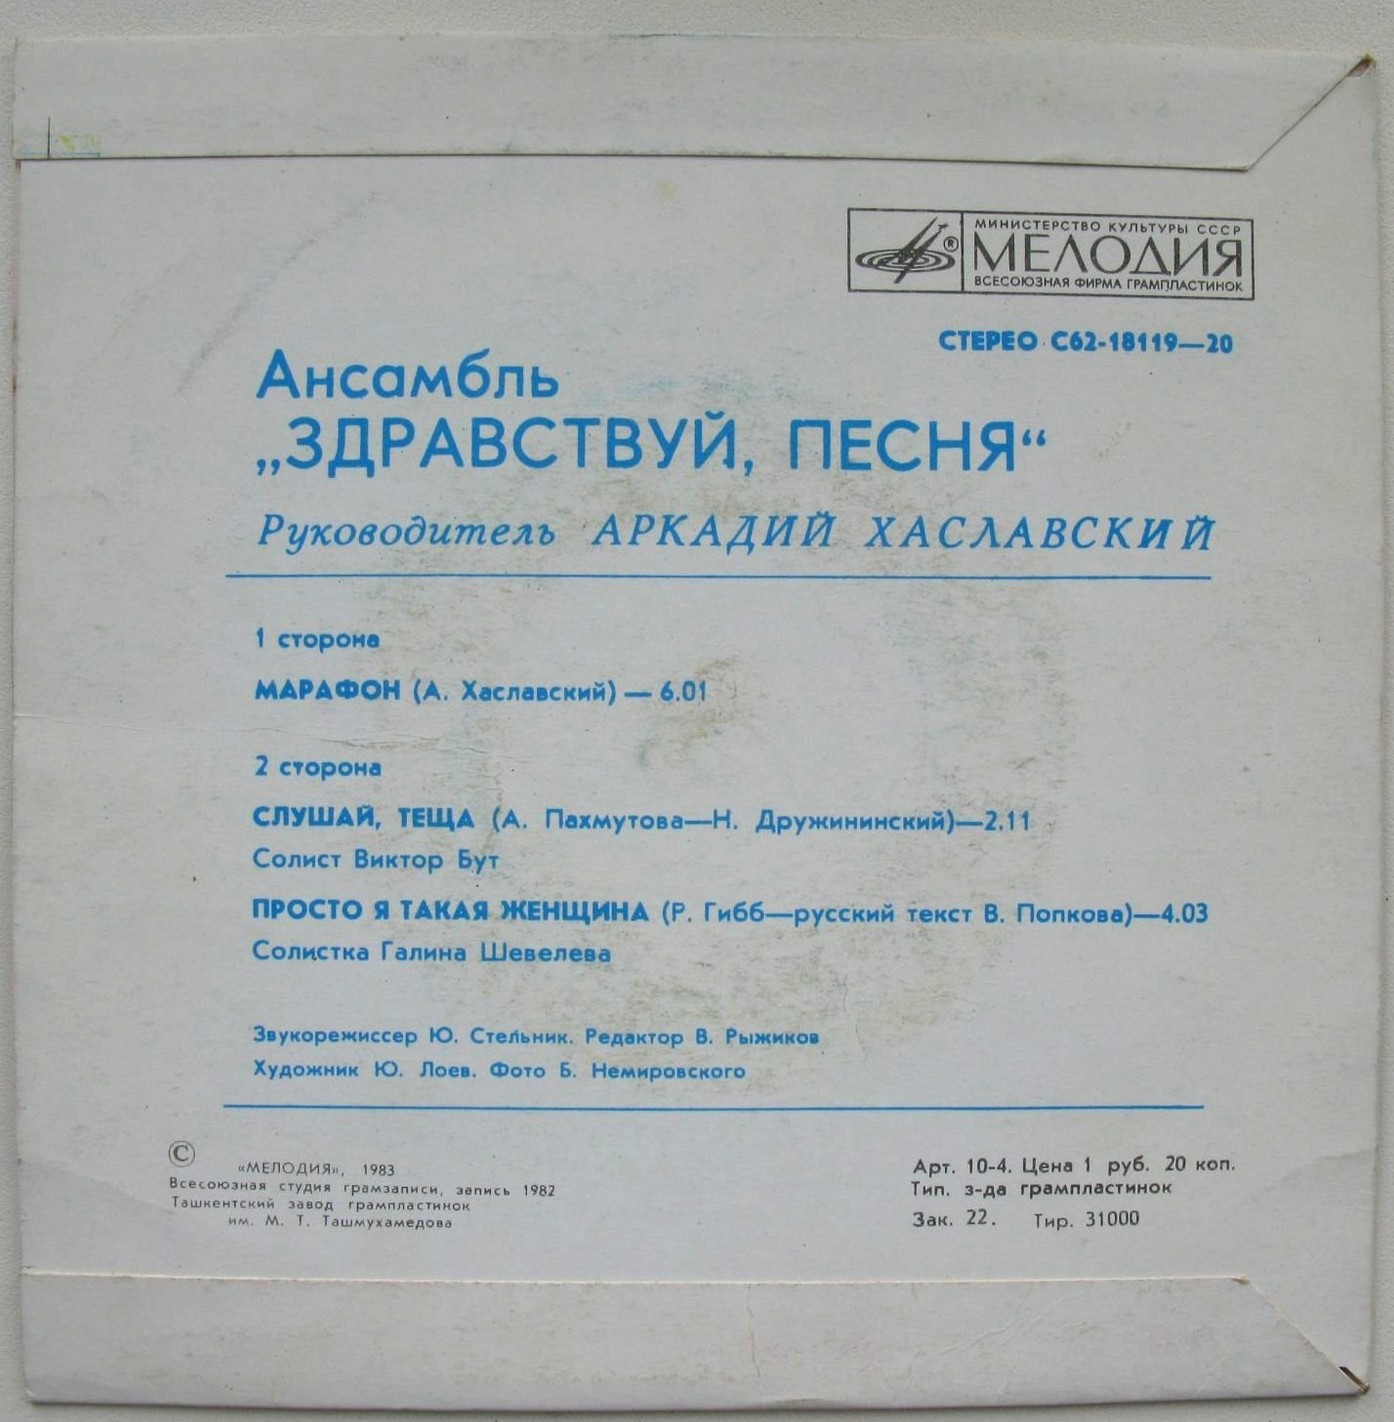 МИНИСТЕРСТВО КУЛЬТУРЫ СССР
® МЕЛОДИЯ
ВСЕСОЮЗНАЯ ФИРМА ГРАМПЛАСТИНОК
СТЕРЕО С62-18119—20
Ансамбль
„ЗДРАВСТВУЙ, ПЕСНЯ“
Руководитель АРКАДИЙ ХАСЛАВСКИЙ
1 сторона
МАРАФОН (А. Хаславский) — 6.01
2 сторона
СЛУШАЙ, ТЕЩА (А. Пахмутова—Н. Дружининский)—2.11
Солист Виктор Бут
ПРОСТО Я ТАКАЯ ЖЕНЩИНА (Р. Гибб—русский текст В. Попкова)—4.03
Солистка Галина Шевелева
Звукорежиссер Ю. Стельник. Редактор В. Рыжиков
Художник Ю. Лоев. Фото Б. Немировского
© «МЕЛОДИЯ», 1983
Всесоюзная студия грамзаписи, запись 1982
Ташкентский завод грампластинок
им. М. Т. Ташмухамедова
Арт. 10-4. Цена 1 руб. 20 коп.
Тип. з-да грампластинок
Зак. 22. Тир. 31000